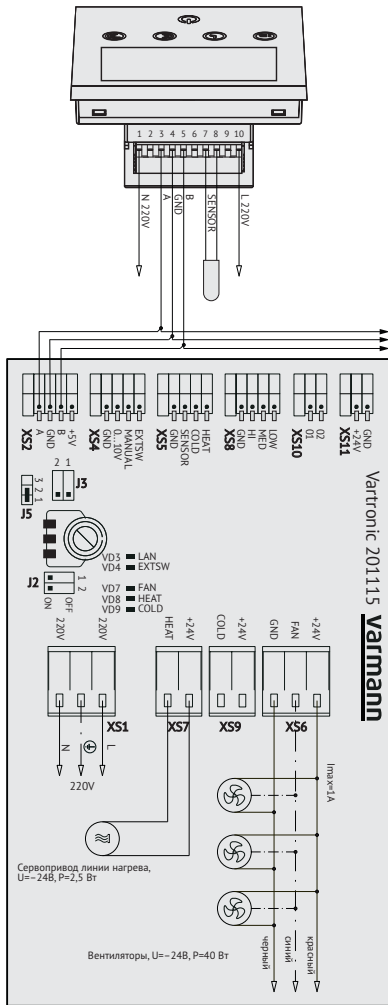 1 2 3 4 5 6 7 8 9 10
N 220V
A
GND
B
SENSOR
L 220V
A
GND
B
+5V
XS2
GND
0...10V
MANUAL
EXTSW
XS4
GND
SENSOR
COLD
HEAT
XS5
GND
HI
MED
LOW
XS8
01
02
XS10
+24V
GND
XS11
2 1
J3
3 2 1
J5
VD3 LAN
VD4 EXTSW
VD7 FAN
VD8 HEAT
VD9 COLD
J2
1 2
ON
OFF
Vartronic 201115 varmann
220V
220V
HEAT
+24V
COLD
+24V
GND
FAN
+24V
XS1
XS7
XS9
XS6
N
L
220V
Imax=1A
Сервопривод линии нагрева,
U=−24В, P=2,5 Вт
Вентиляторы, U=−24В, P=40 Вт
черный
синий
красный